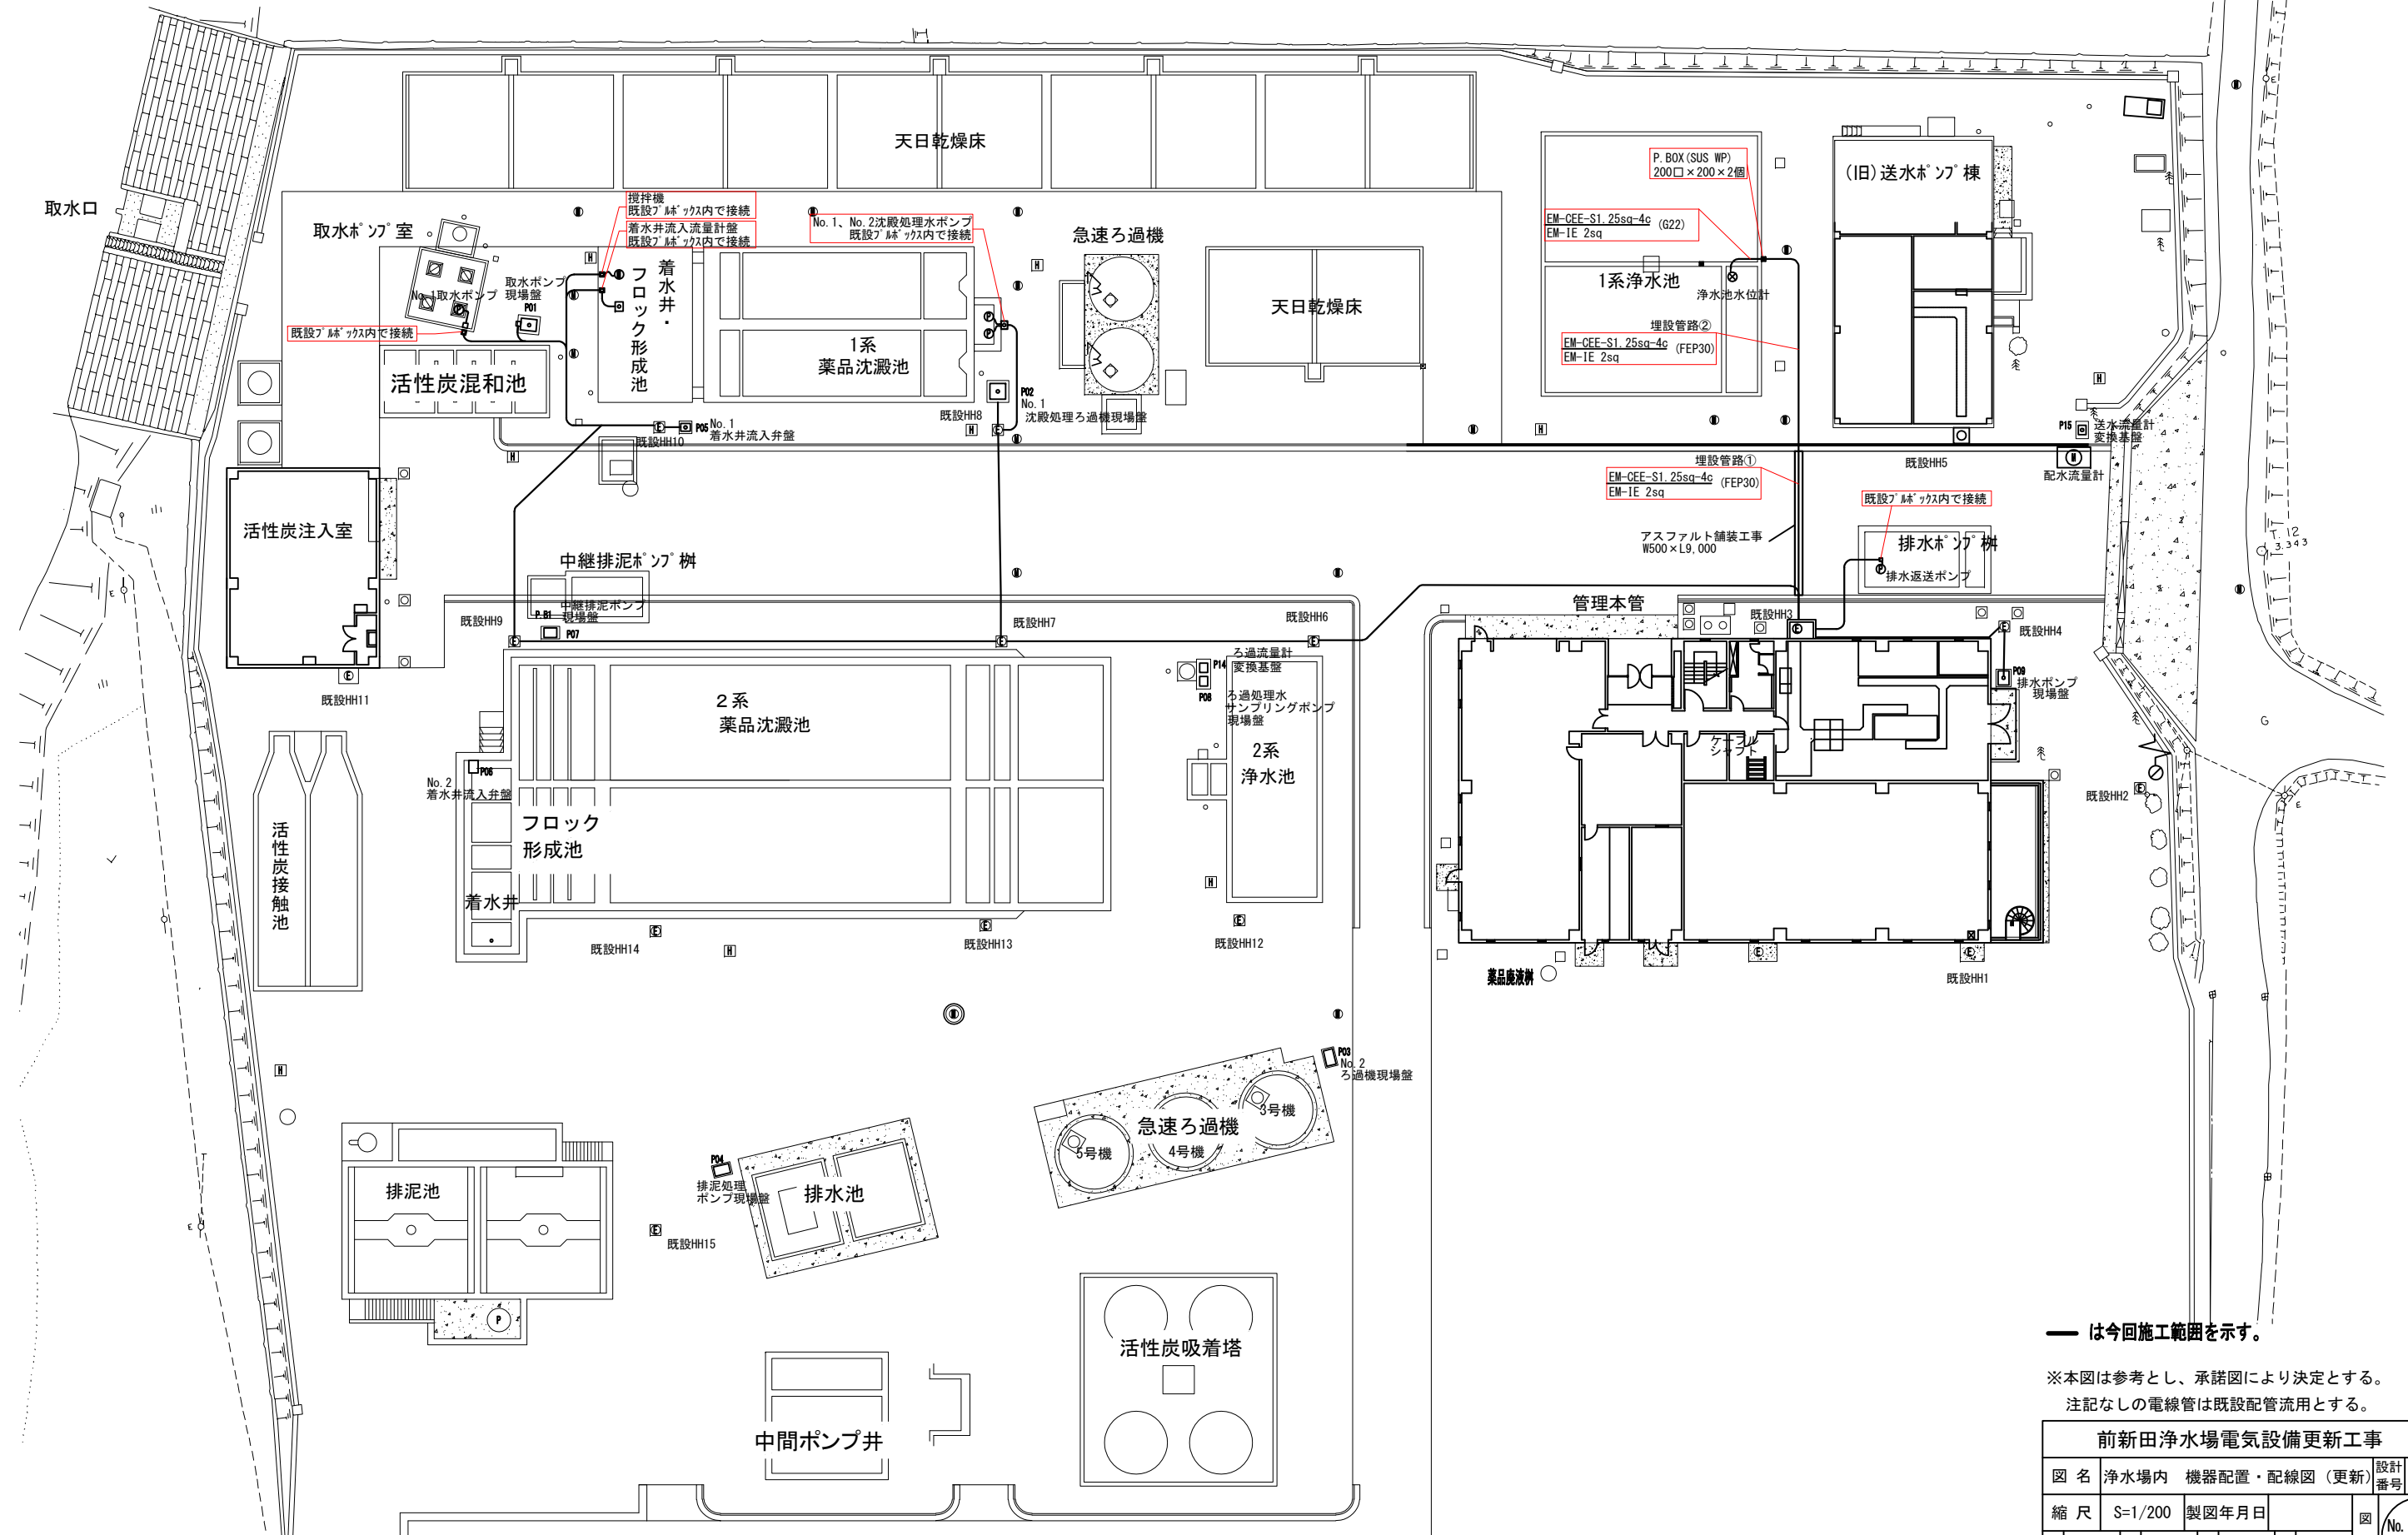 天日乾燥床
取水口
取水ﾎﾟﾝﾌﾟ室
撹拌機
既設ﾌﾟﾙﾎﾞｯｸｽ内で接続
着水井流入流量計盤
既設ﾌﾟﾙﾎﾞｯｸｽ内で接続
No.1、No.2沈殿処理水ポンプ
既設ﾌﾟﾙﾎﾞｯｸｽ内で接続
急速ろ過機
P.BOX(SUS WP)
200□×200×2個
(旧)送水ﾎﾟﾝﾌﾟ棟
EM-CEE-S1.25sq-4c (G22)
EM-IE 2sq
No.1取水ポンプ
取水ポンプ
現場盤
P01
既設ﾌﾟﾙﾎﾞｯｸｽ内で接続
着水井・
フロック形成池
1系
薬品沈澱池
天日乾燥床
1系浄水池
浄水池水位計
埋設管路②
EM-CEE-S1.25sq-4c (FEP30)
EM-IE 2sq
活性炭混和池
P02
No.1
沈殿処理ろ過機現場盤
既設HH8
P05
No.1
着水井流入弁盤
既設HH10
P15
送水流量計
変換基盤
配水流量計
既設HH5
埋設管路①
EM-CEE-S1.25sq-4c (FEP30)
EM-IE 2sq
既設ﾌﾟﾙﾎﾞｯｸｽ内で接続
アスファルト舗装工事
W500×L9,000
排水ﾎﾟﾝﾌﾟ桝
排水返送ポンプ
活性炭注入室
中継排泥ﾎﾟﾝﾌﾟ桝
中継排泥ポンプ
現場盤
P.B1
P07
既設HH9
既設HH7
既設HH6
管理本管
既設HH3
既設HH4
P09
排水ポンプ
現場盤
既設HH11
P14
ろ過流量計
変換基盤
P08
ろ過処理水
サンプリングポンプ
現場盤
2系
薬品沈澱池
2系
浄水池
ケーブル
シャフト
P06
No.2
着水井流入弁盤
フロック
形成池
着水井
活性炭接触池
既設HH2
既設HH14
既設HH13
既設HH12
薬品廃液桝
既設HH1
P03
No.2
ろ過機現場盤
3号機
急速ろ過機
4号機
5号機
P04
排泥処理
ポンプ現場盤
排水池
排泥池
既設HH15
活性炭吸着塔
中間ポンプ井
は今回施工範囲を示す。
※本図は参考とし、承諾図により決定とする。
注記なしの電線管は既設配管流用とする。
前新田浄水場電気設備更新工事
図 名 浄水場内 機器配置・配線図（更新） 設計番号
縮 尺 S=1/200 製図年月日 図 No.